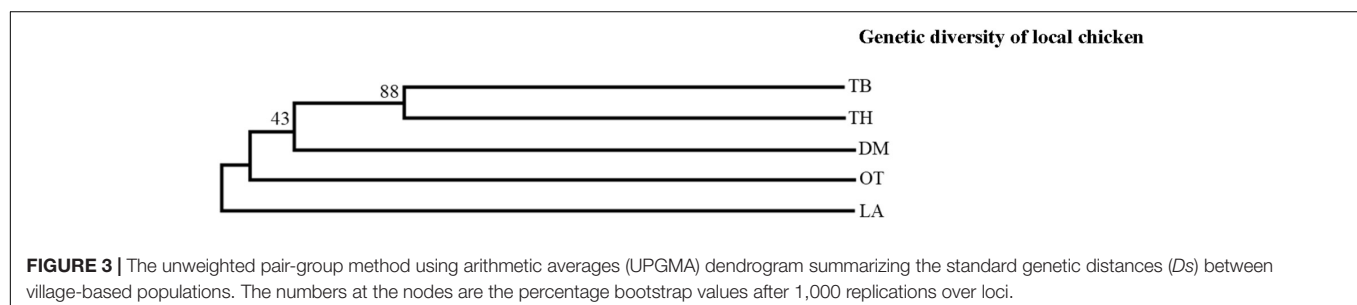 Genetic diversity of local chicken
88
TB
43
TH
DM
OT
LA
FIGURE 3 | The unweighted pair-group method using arithmetic averages (UPGMA) dendrogram summarizing the standard genetic distances (Ds) between
village-based populations. The numbers at the nodes are the percentage bootstrap values after 1,000 replications over loci.